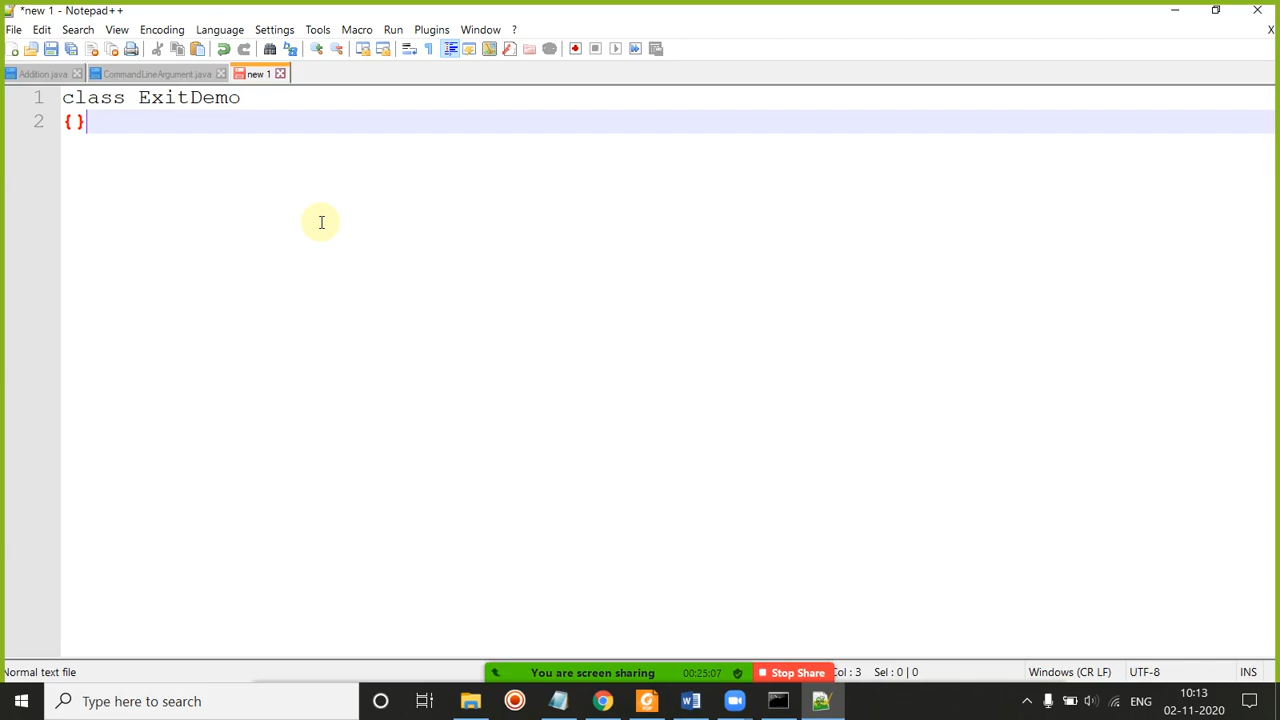 *new 1 - Notepad++
File Edit Search View Encoding Language Settings Tools Macro Run Plugins Window ? X
Addition.java CommandLineArgument.java new 1
1 class ExitDemo
2 {}
Normal text file You are screen sharing 00:25:07 Stop Share Col : 3 Sel : 0 | 0 Windows (CR LF) UTF-8 INS
Type here to search ENG 10:13
02-11-2020